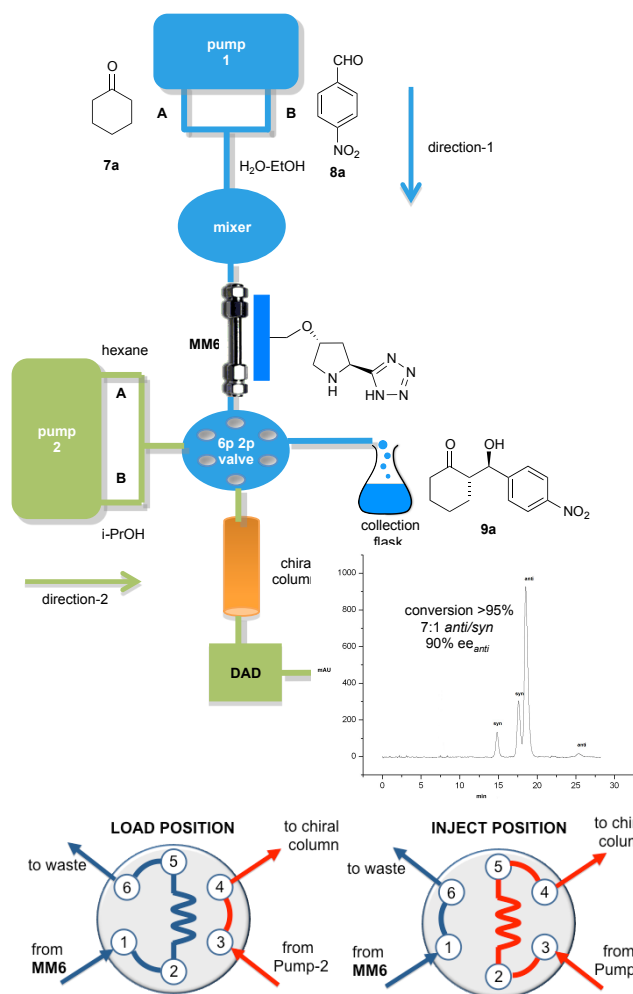 pump
1
A
B
7a
O
CHO
NO2
8a
H2O-EtOH
direction-1
mixer
MM6
O
N
H
N
N
N
HN
hexane
A
pump
2
B
i-PrOH
6p 2p
valve
direction-2
collection
flask
O
OH
NO2
9a
chiral
column
DAD
mAU
1000
800
600
400
200
0
conversion >95%
7:1 anti/syn
90% eeanti
syn
syn
anti
anti
0
5
10
15
20
25
30
min
LOAD POSITION
to waste
to chiral
column
5
6
4
1
3
2
from
MM6
from
Pump-2
INJECT POSITION
to waste
to chi
colum
5
6
4
1
3
2
from
MM6
from
Pump